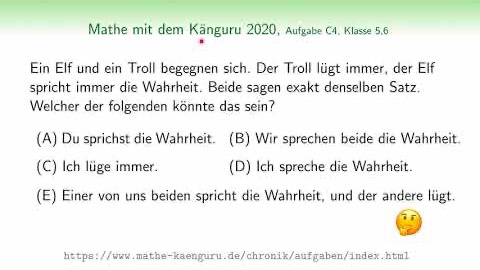 Mathe mit dem Känguru 2020, Aufgabe C4, Klasse 5,6
Ein Elf und ein Troll begegnen sich. Der Troll lügt immer, der Elf
spricht immer die Wahrheit. Beide sagen exakt denselben Satz.
Welcher der folgenden könnte das sein?
(A) Du sprichst die Wahrheit. (B) Wir sprechen beide die Wahrheit.
(C) Ich lüge immer. (D) Ich spreche die Wahrheit.
(E) Einer von uns beiden spricht die Wahrheit, und der andere lügt.
https://www.mathe-kaenguru.de/chronik/aufgaben/index.html